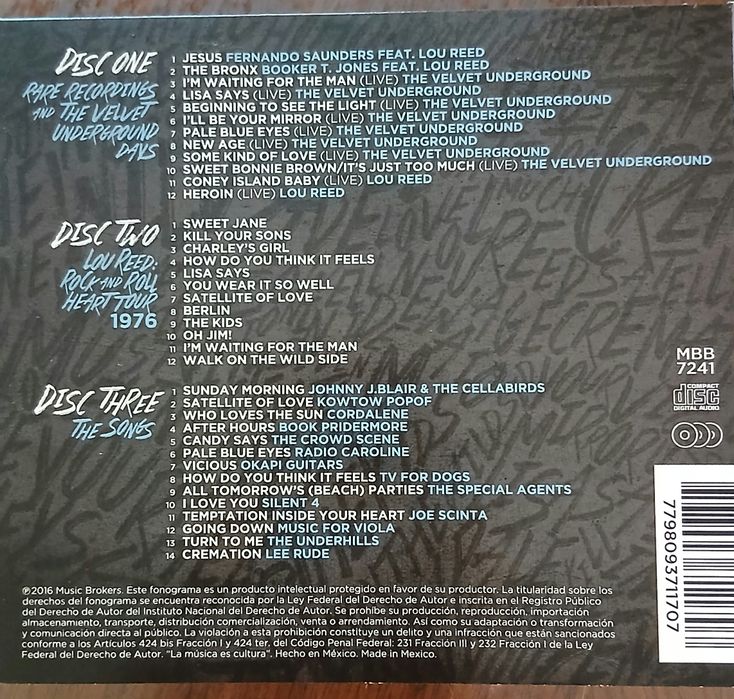 DISC ONE
RARE RECORDINGS
AND THE VELVET
UNDERGROUND
DAYS
1 JESUS FERNANDO SAUNDERS FEAT. LOU REED
2 THE BRONX BOOKER T. JONES FEAT. LOU REED
3 I'M WAITING FOR THE MAN (LIVE) THE VELVET UNDERGROUND
4 LISA SAYS (LIVE) THE VELVET UNDERGROUND
5 BEGINNING TO SEE THE LIGHT (LIVE) THE VELVET UNDERGROUND
6 I'LL BE YOUR MIRROR (LIVE) THE VELVET UNDERGROUND
7 PALE BLUE EYES (LIVE) THE VELVET UNDERGROUND
8 NEW AGE (LIVE) THE VELVET UNDERGROUND
9 SOME KIND OF LOVE (LIVE) THE VELVET UNDERGROUND
10 SWEET BONNIE BROWN/IT'S JUST TOO MUCH (LIVE) THE VELVET UNDERGROUND
11 CONEY ISLAND BABY (LIVE) LOU REED
12 HEROIN (LIVE) LOU REED
DISC TWO
LOU REED:
ROCK AND ROLL
HEART TOUR
1976
1 SWEET JANE
2 KILL YOUR SONS
3 CHARLEY'S GIRL
4 HOW DO YOU THINK IT FEELS
5 LISA SAYS
6 YOU WEAR IT SO WELL
7 SATELLITE OF LOVE
8 BERLIN
9 THE KIDS
10 OH JIM!
11 I'M WAITING FOR THE MAN
12 WALK ON THE WILD SIDE
MBB
7241
COMPACT
disc
DIGITAL AUDIO
DISC THREE
THE SONGS
1 SUNDAY MORNING JOHNNY J.BLAIR & THE CELLABIRDS
2 SATELLITE OF LOVE KOWTOW POPOF
3 WHO LOVES THE SUN CORDALENE
4 AFTER HOURS BOOK PRIDERMORE
5 CANDY SAYS THE CROWD SCENE
6 PALE BLUE EYES RADIO CAROLINE
7 VICIOUS OKAPI GUITARS
8 HOW DO YOU THINK IT FEELS TV FOR DOGS
9 ALL TOMORROW'S (BEACH) PARTIES THE SPECIAL AGENTS
10 I LOVE YOU SILENT 4
11 TEMPTATION INSIDE YOUR HEART JOE SCINTA
12 GOING DOWN MUSIC FOR VIOLA
13 TURN TO ME THE UNDERHILLS
14 CREMATION LEE RUDE
7798093711707
℗2016 Music Brokers. Este fonograma es un producto intelectual protegido en favor de su productor. La titularidad sobre los
derechos del fonograma se encuentra reconocida por la Ley Federal del Derecho de Autor e inscrita en el Registro Público
del Derecho de Autor del Instituto Nacional del Derecho de Autor. Se prohíbe su producción, reproducción, importación
almacenamiento, transporte, distribución comercialización, venta o arrendamiento. Así como su adaptación o transformación
y comunicación directa al público. La violación a esta prohibición constituye un delito y una infracción que están sancionados
conforme a los Artículos 424 bis Fracción I y 424 ter. del Código Penal Federal: 231 Fracción III y 232 Fracción I de la Ley
Federal del Derecho de Autor. "La música es cultura". Hecho en México. Made in Mexico.